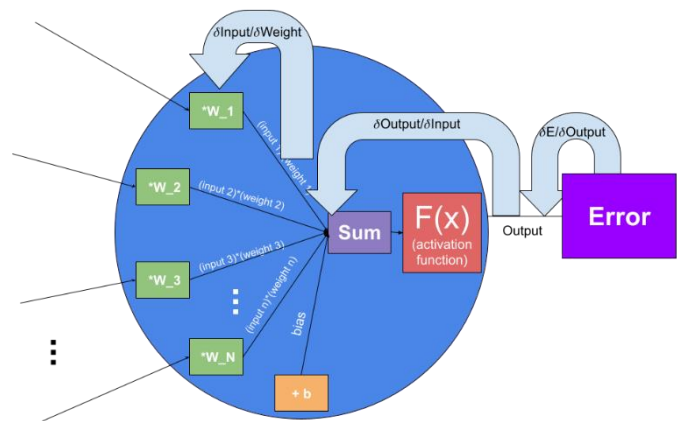 δInput/δWeight
*W_1
(input 1)*(weight 1)
δOutput/δInput
δE/δOutput
*W_2
(input 2)*(weight 2)
Sum
F(x)
(activation
function)
Output
Error
*W_3
(input 3)*(weight 3)
(input n)*(weight n)
*W_N
bias
+ b